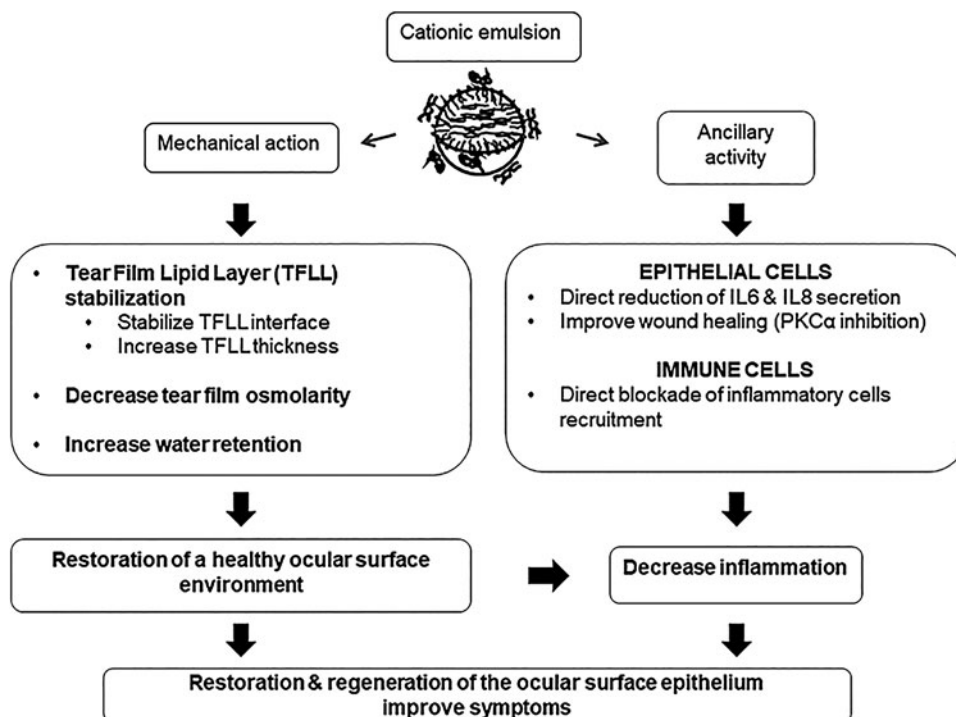 Cationic emulsion
Mechanical action
Ancillary
activity
• Tear Film Lipid Layer (TFLL)
stabilization
• Stabilize TFLL interface
• Increase TFLL thickness
• Decrease tear film osmolarity
• Increase water retention
EPITHELIAL CELLS
• Direct reduction of IL6 & IL8 secretion
• Improve wound healing (PKCα inhibition)
IMMUNE CELLS
• Direct blockade of inflammatory cells
recruitment
Restoration of a healthy ocular surface
environment
Decrease inflammation
Restoration & regeneration of the ocular surface epithelium
improve symptoms